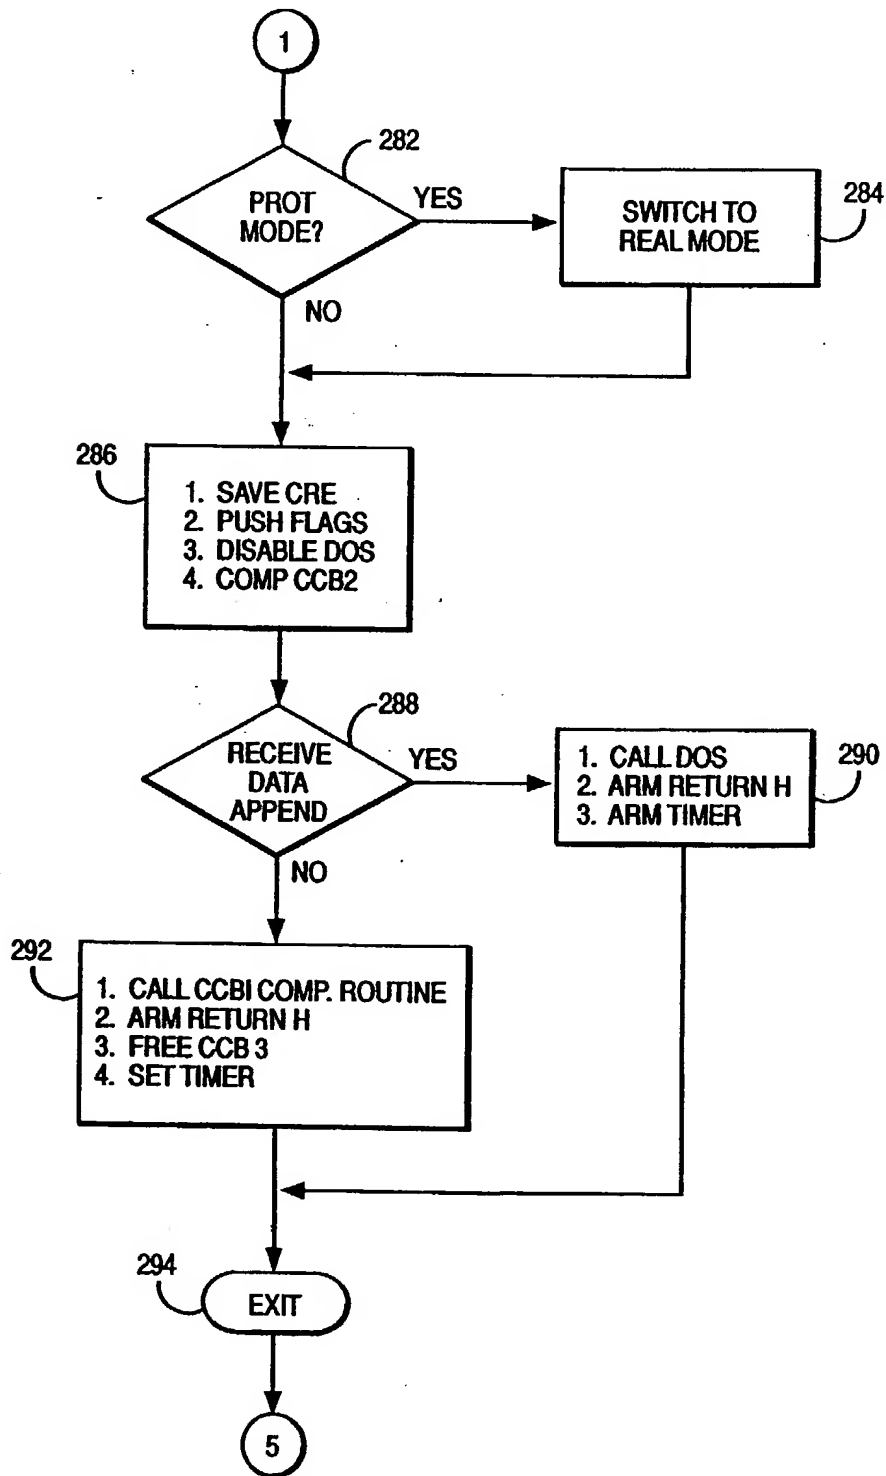 1
282
PROT
MODE?
YES
SWITCH TO
REAL MODE
284
NO
286
1. SAVE CRE
2. PUSH FLAGS
3. DISABLE DOS
4. COMP CCB2
288
RECEIVE
DATA
APPEND
YES
1. CALL DOS
2. ARM RETURN H
3. ARM TIMER
290
NO
292
1. CALL CCBI COMP. ROUTINE
2. ARM RETURN H
3. FREE CCB 3
4. SET TIMER
294
EXIT
5